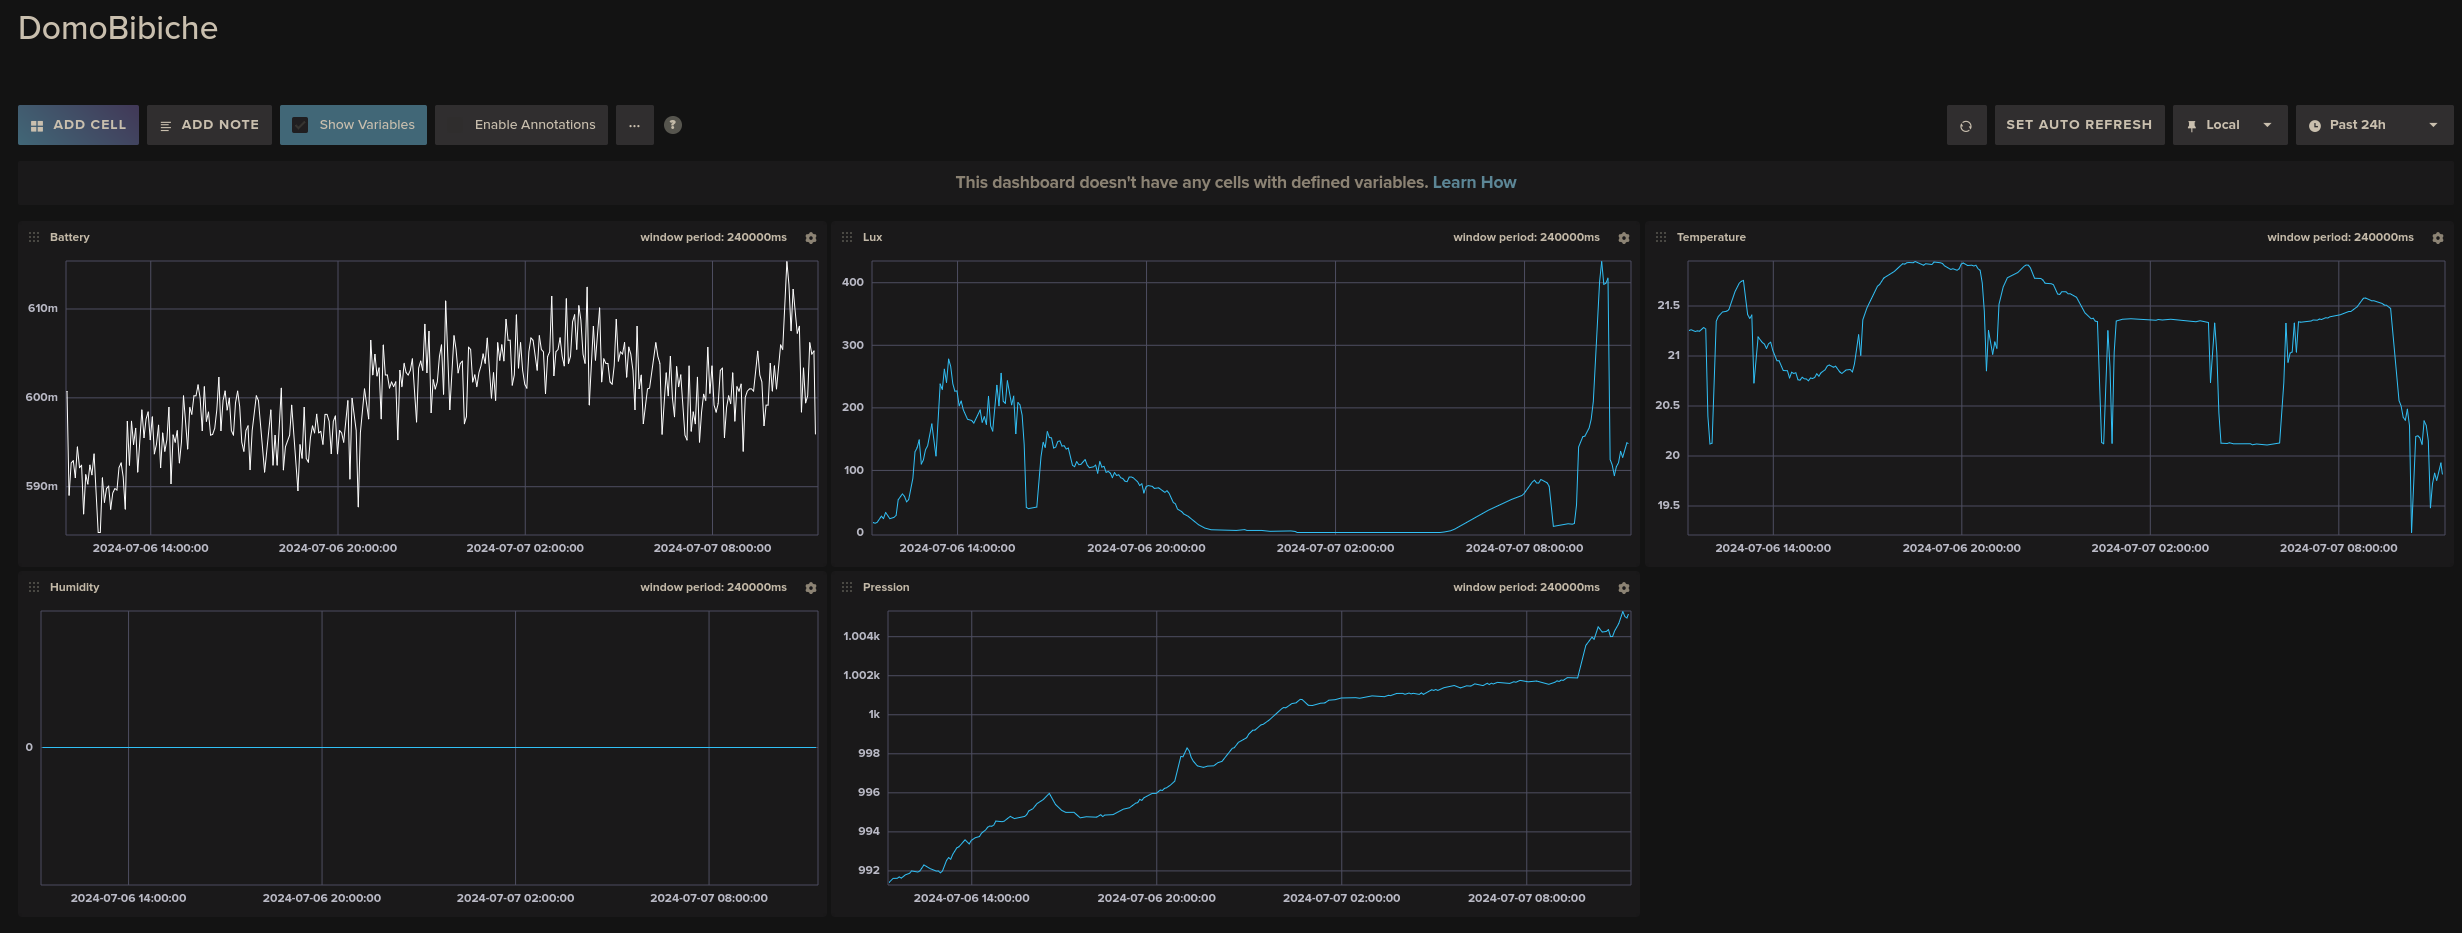 DomoBibiche
ADD CELL
ADD NOTE
Show Variables
Enable Annotations
...
?
SET AUTO REFRESH
Local
Past 24h
This dashboard doesn't have any cells with defined variables. Learn How
Battery
window period: 240000ms
610m
600m
590m
2024-07-06 14:00:00
2024-07-06 20:00:00
2024-07-07 02:00:00
2024-07-07 08:00:00
Lux
window period: 240000ms
400
300
200
100
0
2024-07-06 14:00:00
2024-07-06 20:00:00
2024-07-07 02:00:00
2024-07-07 08:00:00
Temperature
window period: 240000ms
21.5
21
20.5
20
19.5
2024-07-06 14:00:00
2024-07-06 20:00:00
2024-07-07 02:00:00
2024-07-07 08:00:00
Humidity
window period: 240000ms
0
2024-07-06 14:00:00
2024-07-06 20:00:00
2024-07-07 02:00:00
2024-07-07 08:00:00
Pression
window period: 240000ms
1.004k
1.002k
1k
998
996
994
992
2024-07-06 14:00:00
2024-07-06 20:00:00
2024-07-07 02:00:00
2024-07-07 08:00:00